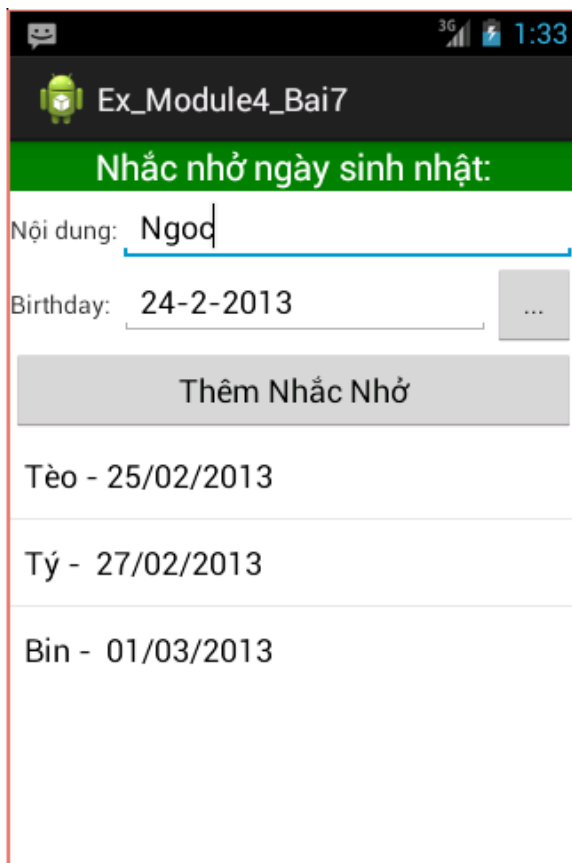 3G 1:33
Ex_Module4_Bai7
Nhắc nhở ngày sinh nhật:
Nội dung: Ngoc
Birthday: 24-2-2013 ...
Thêm Nhắc Nhở
Tèo - 25/02/2013
Tý - 27/02/2013
Bin - 01/03/2013